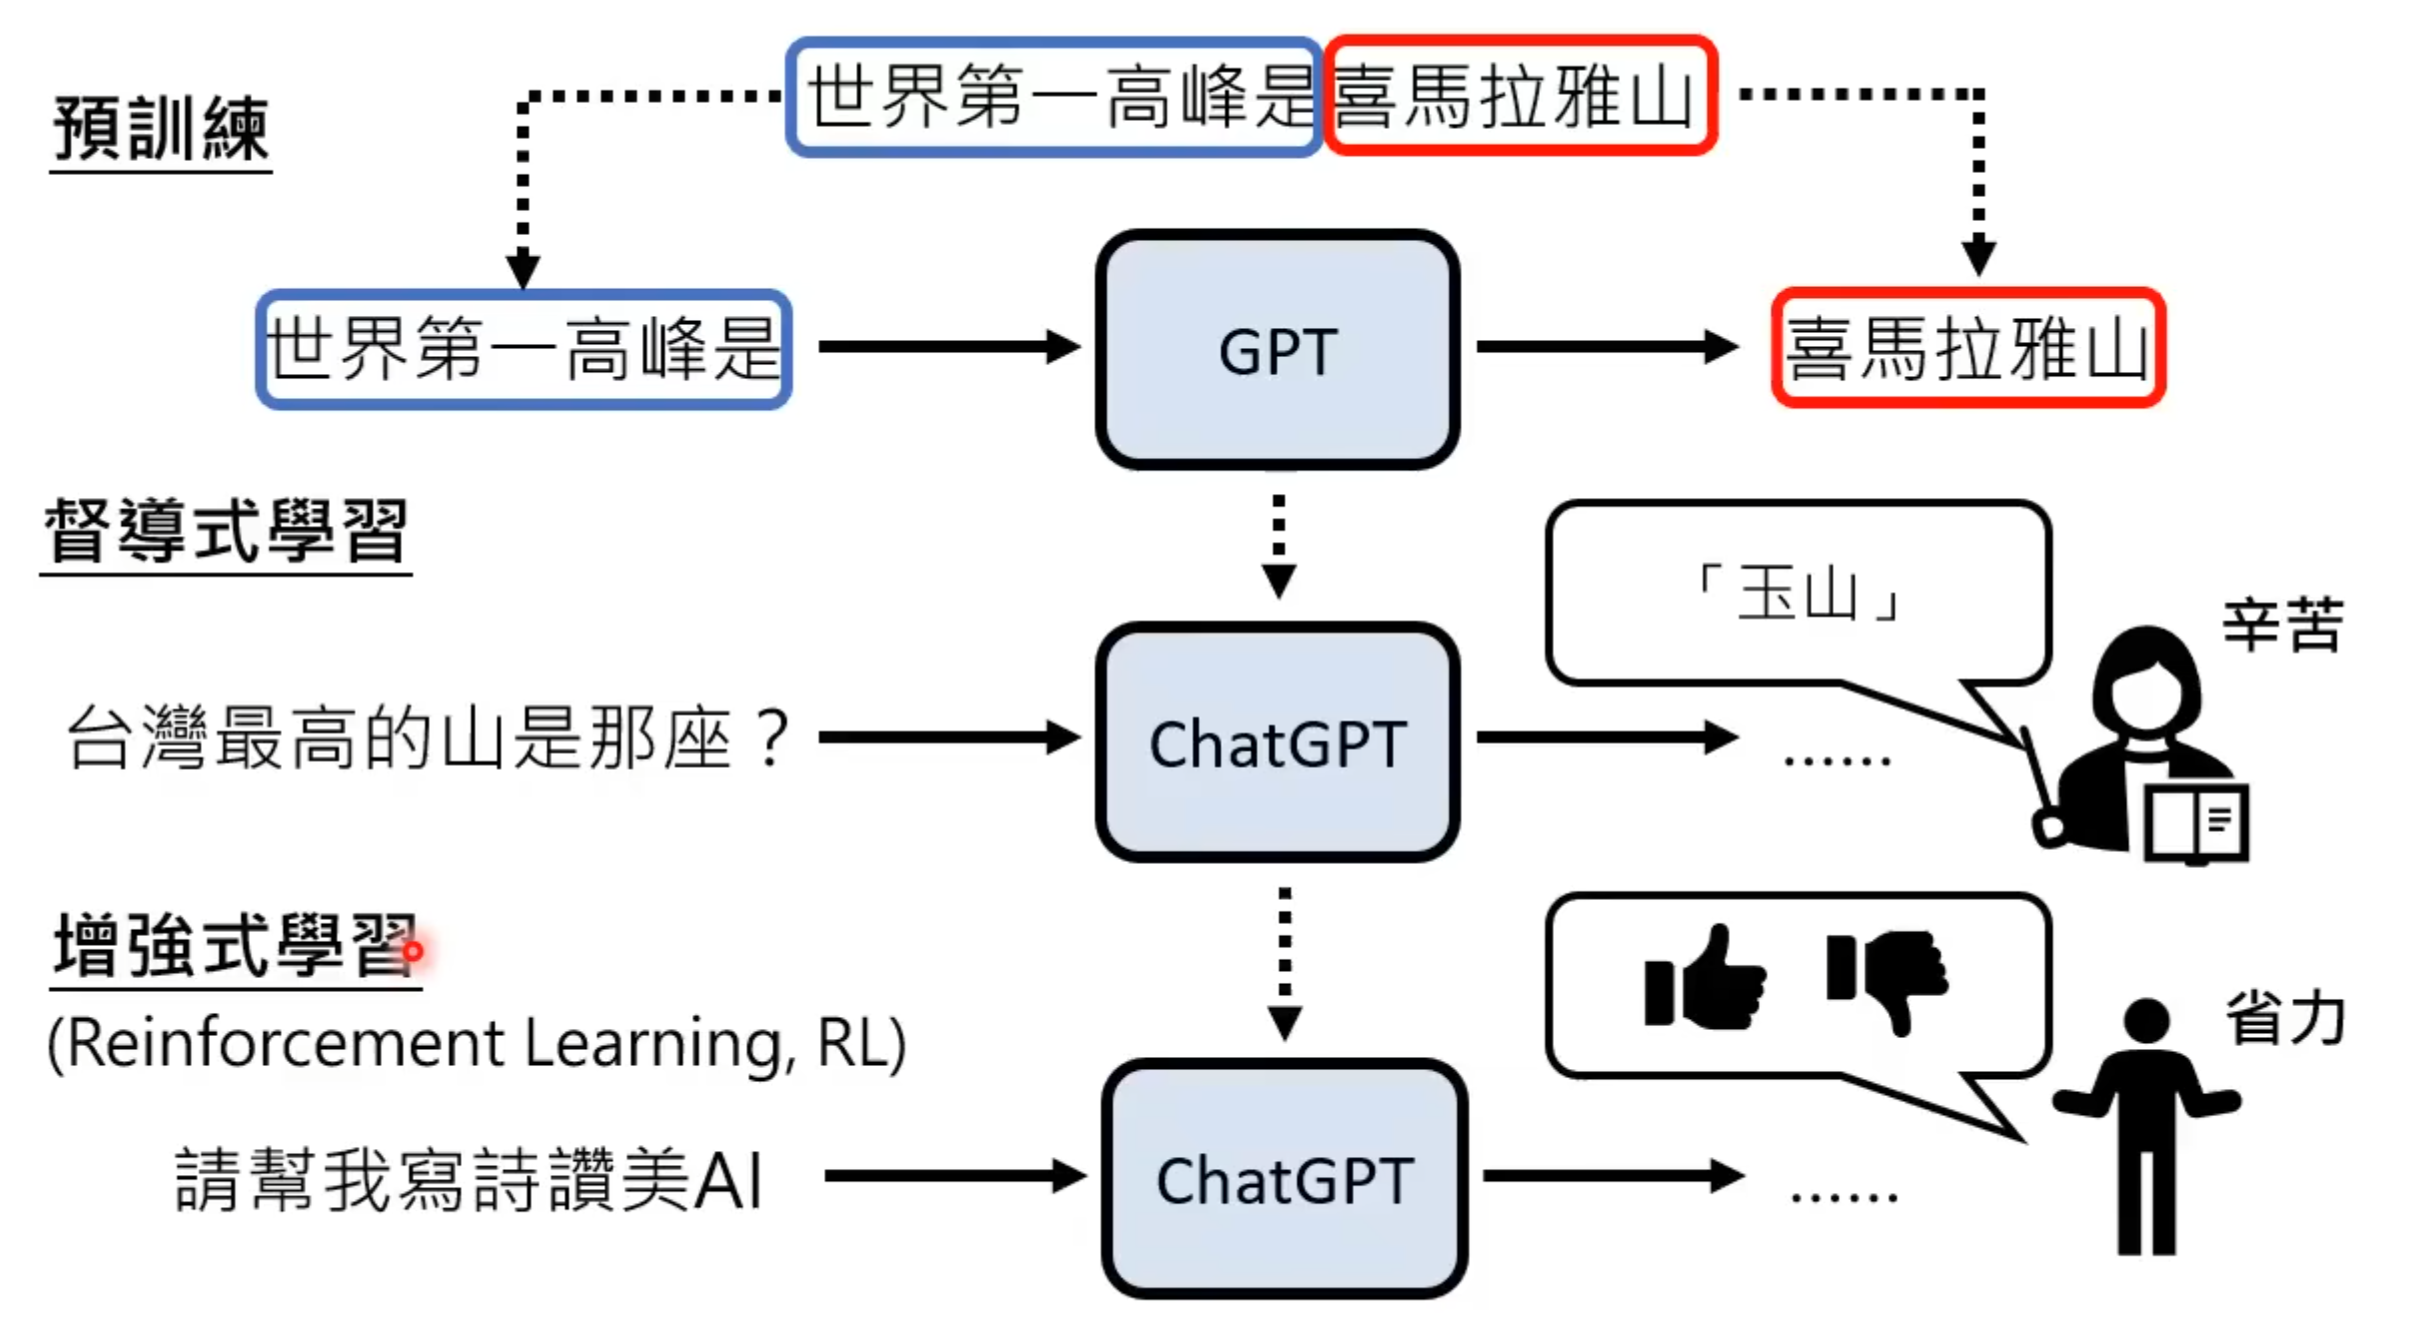 預訓練
世界第一高峰是喜馬拉雅山
世界第一高峰是
GPT
喜馬拉雅山
督導式學習
「玉山」
辛苦
台灣最高的山是那座？
ChatGPT
......
增強式學習
(Reinforcement Learning, RL)
省力
請幫我寫詩讚美AI
ChatGPT
......